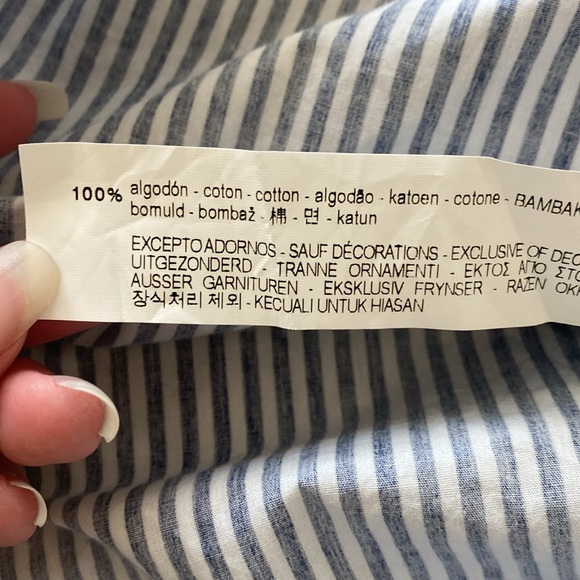 100% algodón - coton - cotton - algodão - katoen - cotone - BAMBAK
bomuld - bombaž - 棉 - 면 - katun
EXCEPTO ADORNOS - SAUF DÉCORATIONS - EXCLUSIVE OF DEC
UITGEZONDERD - TRANNE ORNAMENTI - ΕΚΤΟΣ ΑΠΟ ΣΤΟ
AUSSER GARNITUREN - EKSKLUSIV FRYNSER - RAZEN OK
장식처리 제외 - KECUALI UNTUK HIASAN